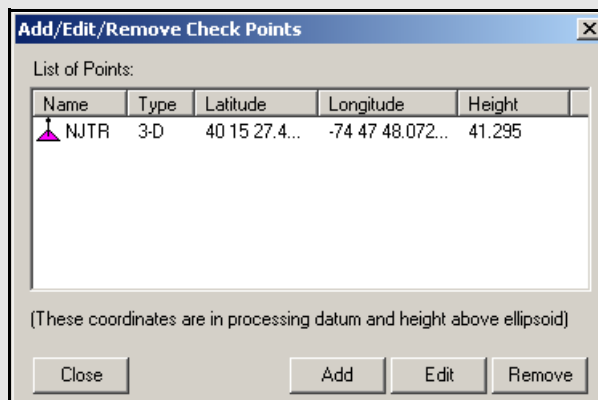 Add/Edit/Remove Check Points
List of Points:
Name Type Latitude Longitude Height
NJTR 3-D 40 15 27.4... -74 47 48.072... 41.295
(These coordinates are in processing datum and height above ellipsoid)
Close Add Edit Remove